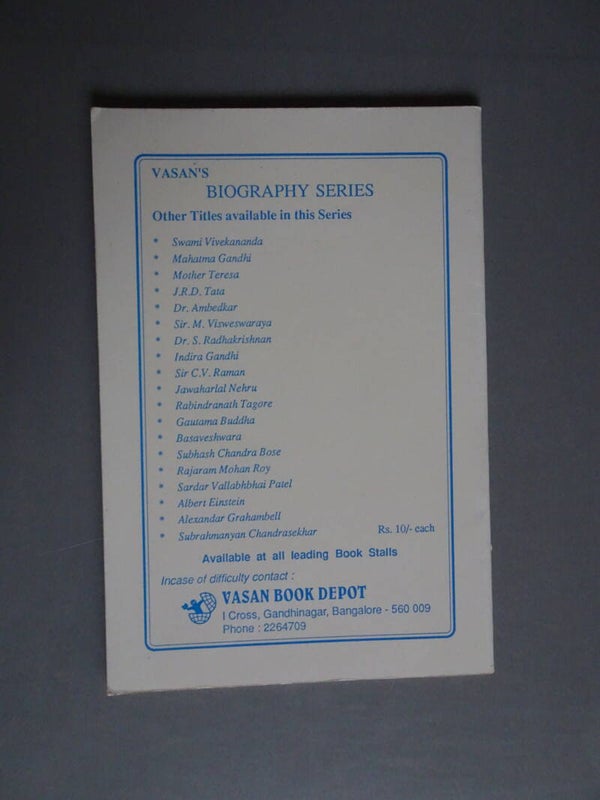 VASAN'S
BIOGRAPHY SERIES
Other Titles available in this Series
* Swami Vivekananda
* Mahatma Gandhi
* Mother Teresa
* J.R.D. Tata
* Dr. Ambedkar
* Sir. M. Visweswaraya
* Dr. S. Radhakrishnan
* Indira Gandhi
* Sir C.V. Raman
* Jawaharlal Nehru
* Rabindranath Tagore
* Gautama Buddha
* Basaveshwara
* Subhash Chandra Bose
* Rajaram Mohan Roy
* Sardar Vallabhbhai Patel
* Albert Einstein
* Alexandar Grahambell
* Subrahmanyan Chandrasekhar Rs. 10/- each
Available at all leading Book Stalls
Incase of difficulty contact :
VASAN BOOK DEPOT
I Cross, Gandhinagar, Bangalore - 560 009
Phone : 2264709